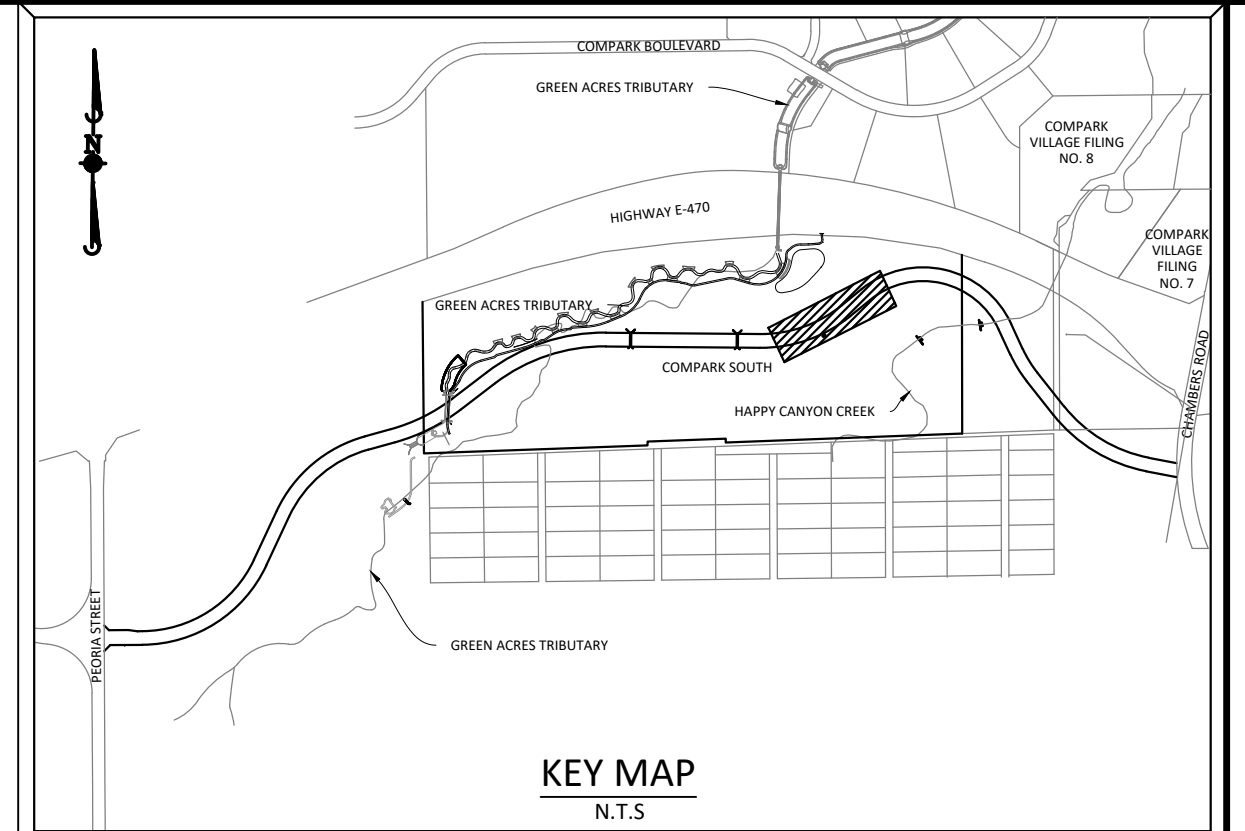 COMPARK BOULEVARD
GREEN ACRES TRIBUTARY
N
COMPARK
VILLAGE FILING
NO. 8
HIGHWAY E-470
COMPARK
VILLAGE
FILING
NO. 7
GREEN ACRES TRIBUTARY
COMPARK SOUTH
HAPPY CANYON CREEK
CHAMBERS ROAD
PEORIA STREET
GREEN ACRES TRIBUTARY
KEY MAP
N.T.S